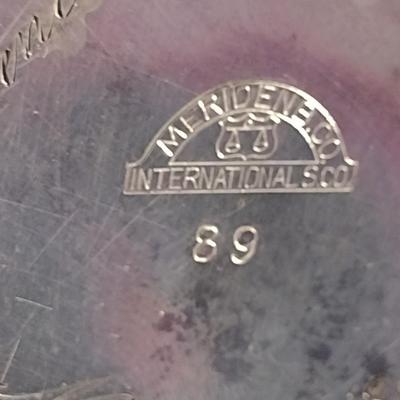 MERIDEN B. CO
INTERNATIONAL S. CO.
89